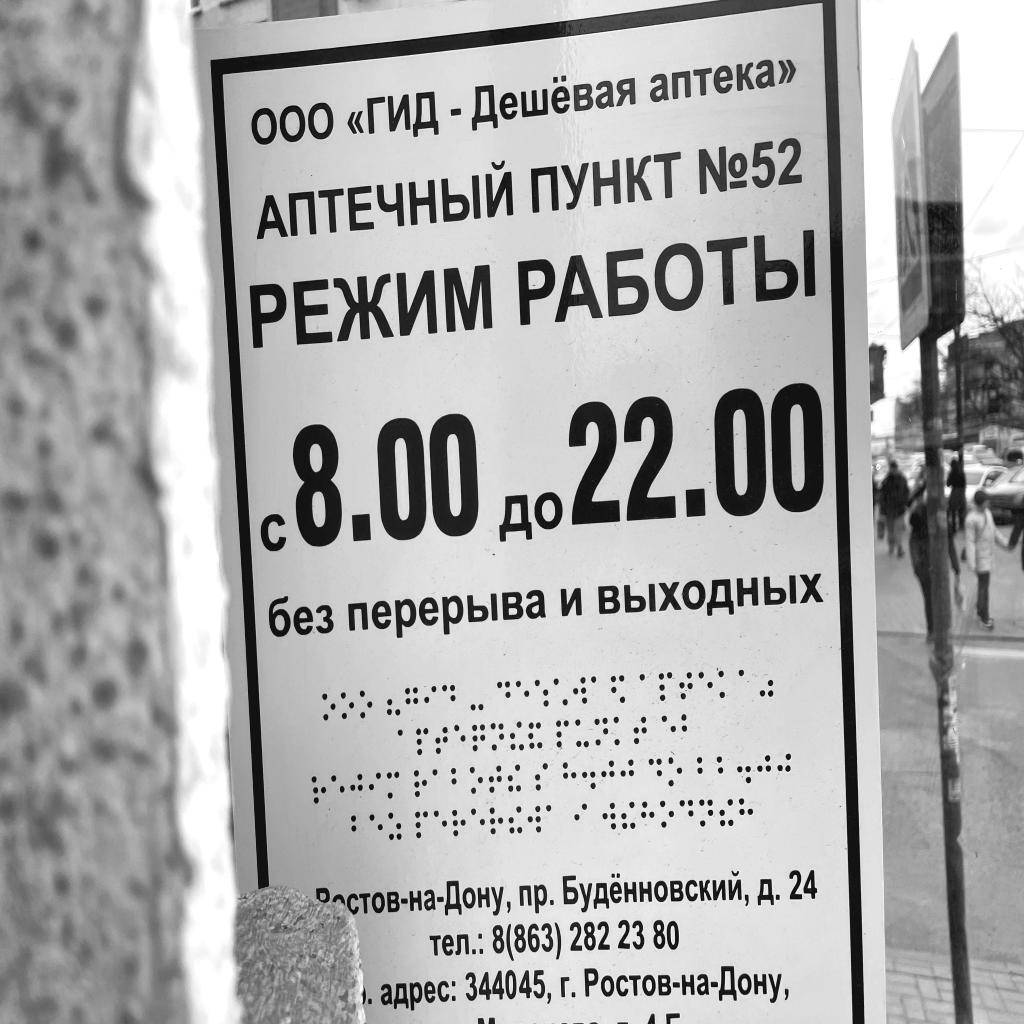 ООО «ГИД - Дешёвая аптека»
АПТЕЧНЫЙ ПУНКТ №52
РЕЖИМ РАБОТЫ
с 8.00 до 22.00
без перерыва и выходных
Ростов-на-Дону, пр. Будённовский, д. 24
тел.: 8(863) 282 23 80
адрес: 344045, г. Ростов-на-Дону,